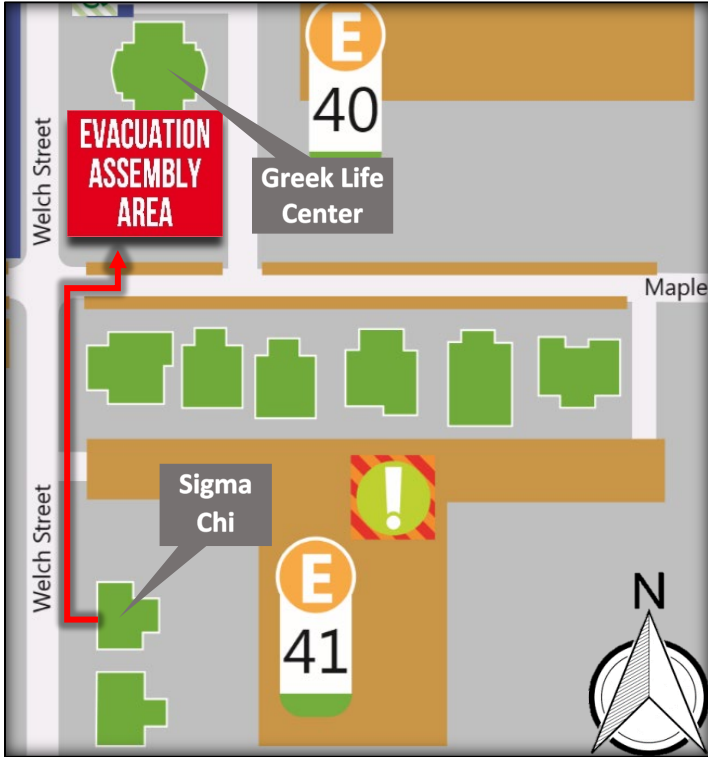 E
40
Welch Street
EVACUATION
ASSEMBLY
AREA
Greek Life
Center
Maple
Sigma
Chi
!
Welch Street
E
41
N